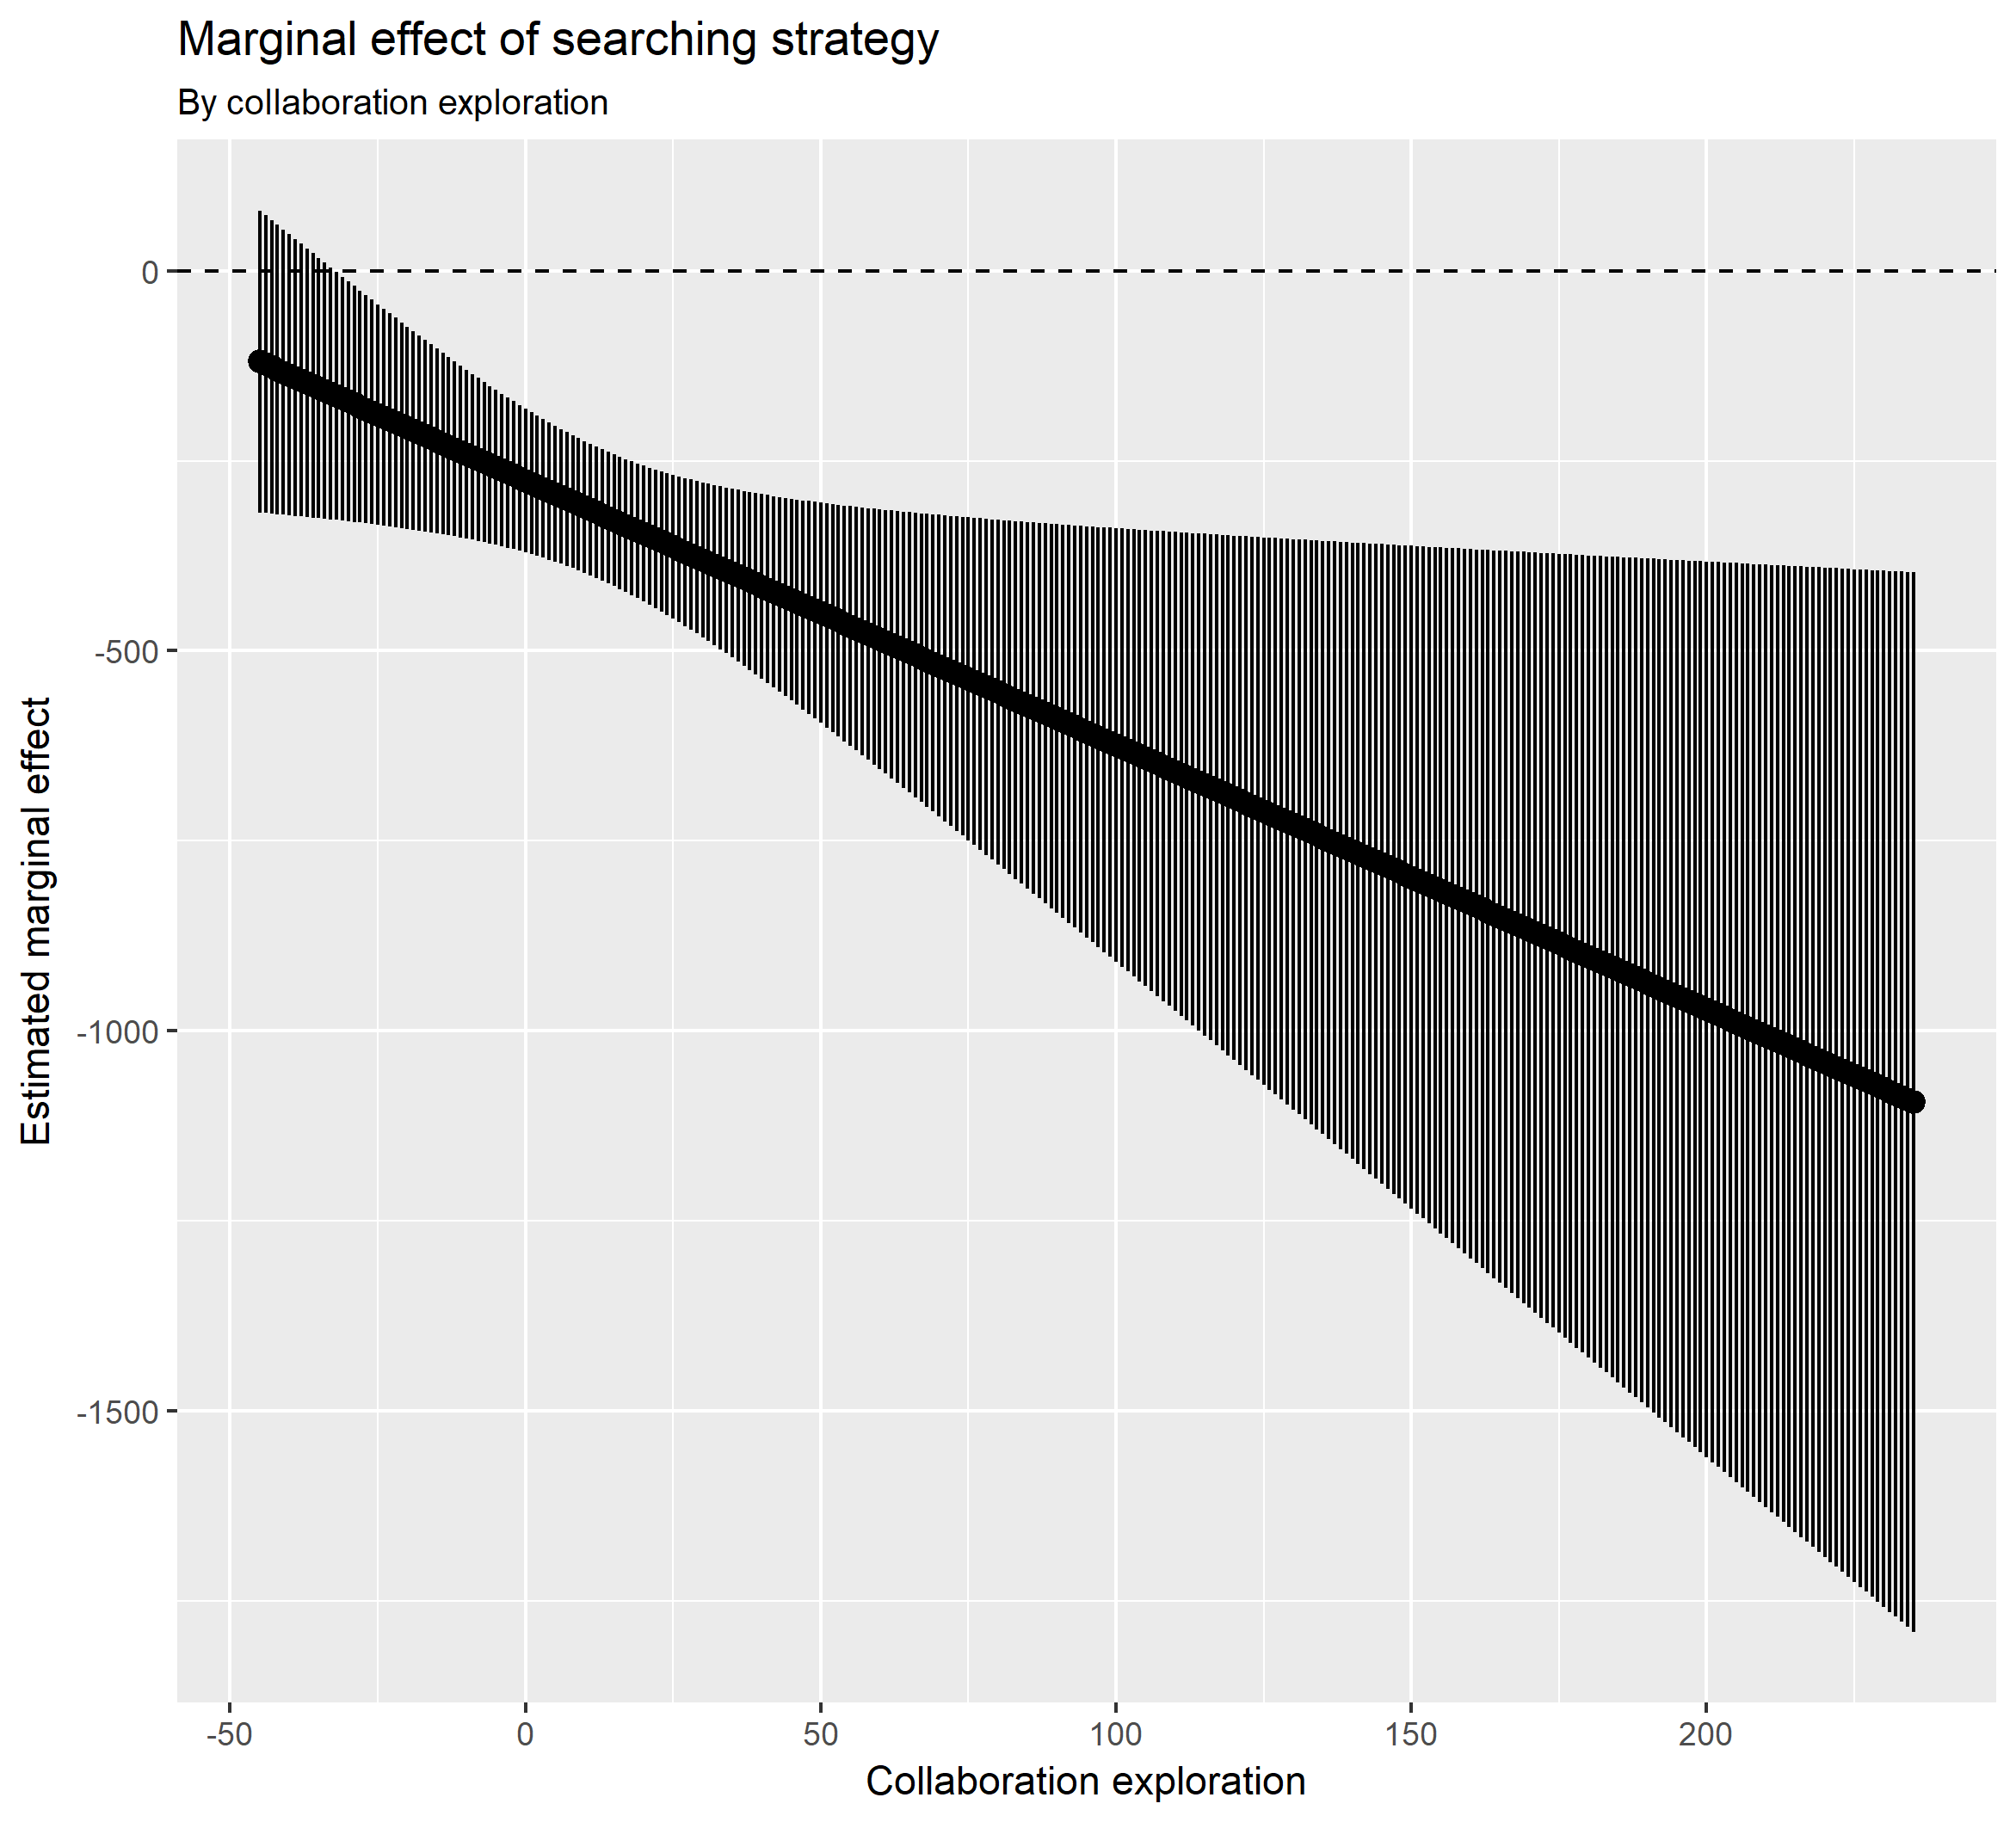 Marginal effect of searching strategy
By collaboration exploration
Estimated marginal effect
0
-500
-1000
-1500
-50 0 50 100 150 200
Collaboration exploration